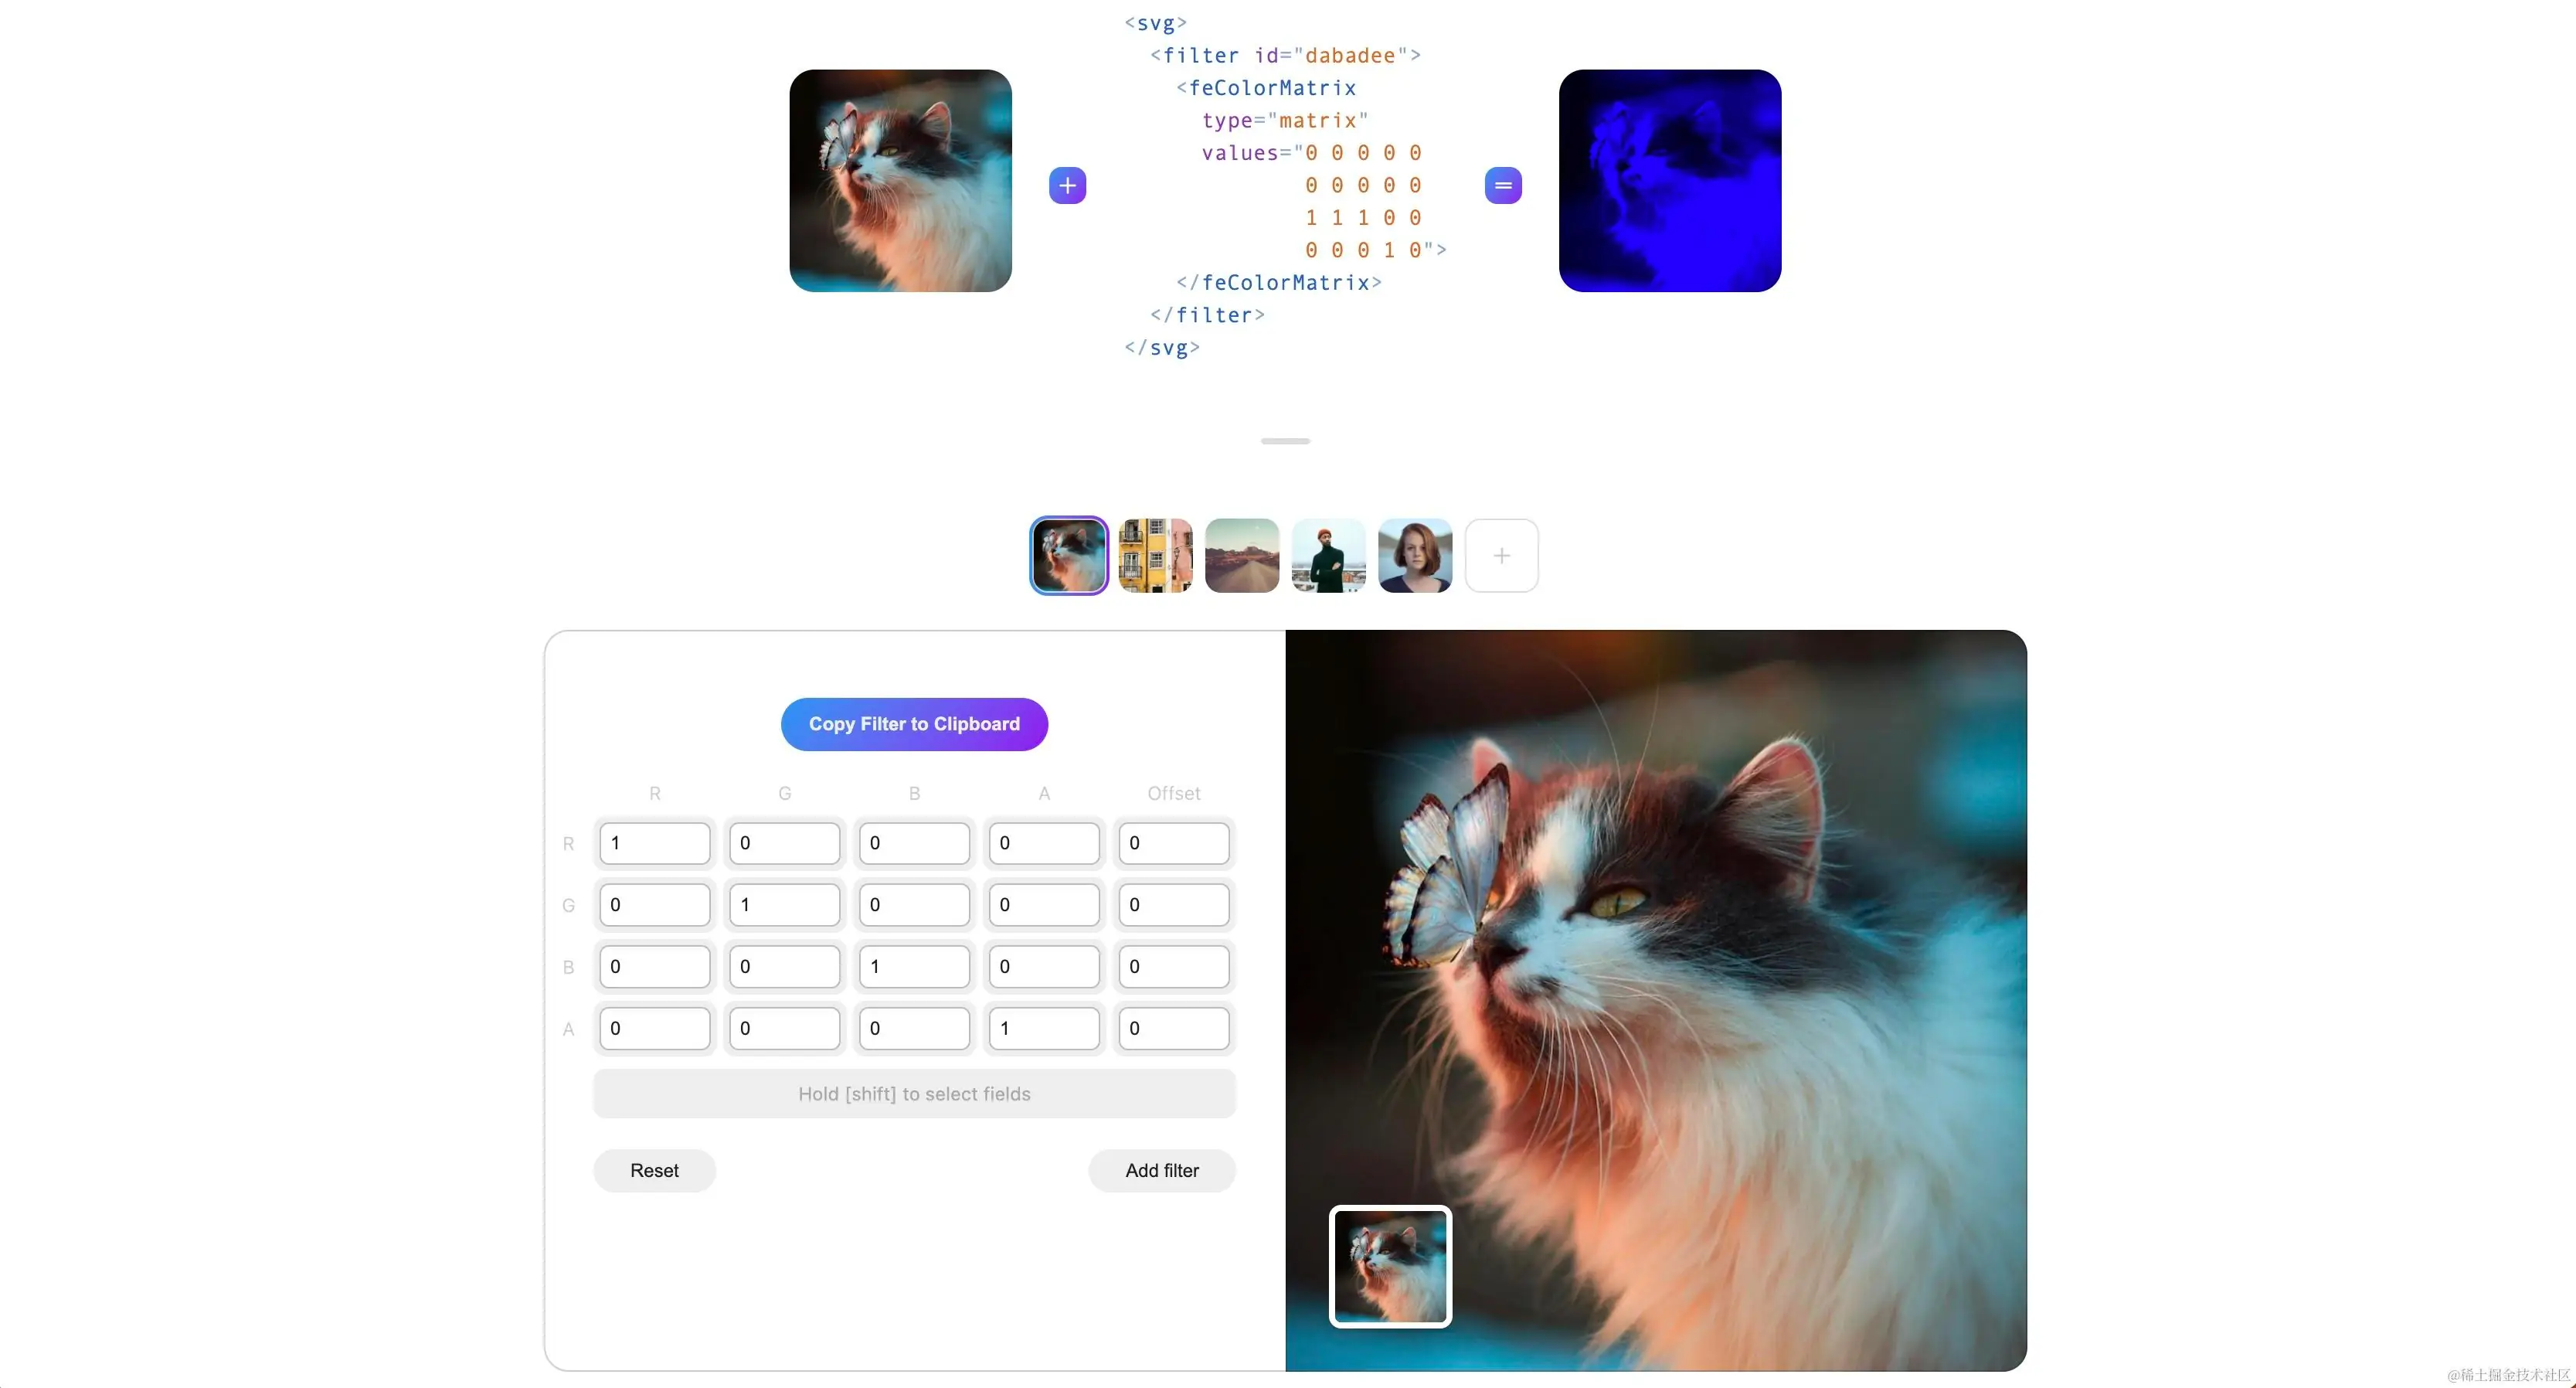 <svg>
<filter id="dabadee">
<feColorMatrix
type="matrix"
values="0 0 0 0 0
0 0 0 0 0
1 1 1 0 0
0 0 0 1 0">
</feColorMatrix>
</filter>
</svg>
Copy Filter to Clipboard
R G B A Offset
R 1 0 0 0 0
G 0 1 0 0 0
B 0 0 1 0 0
A 0 0 0 1 0
Hold [shift] to select fields
Reset Add filter
@稀土掘金技术社区